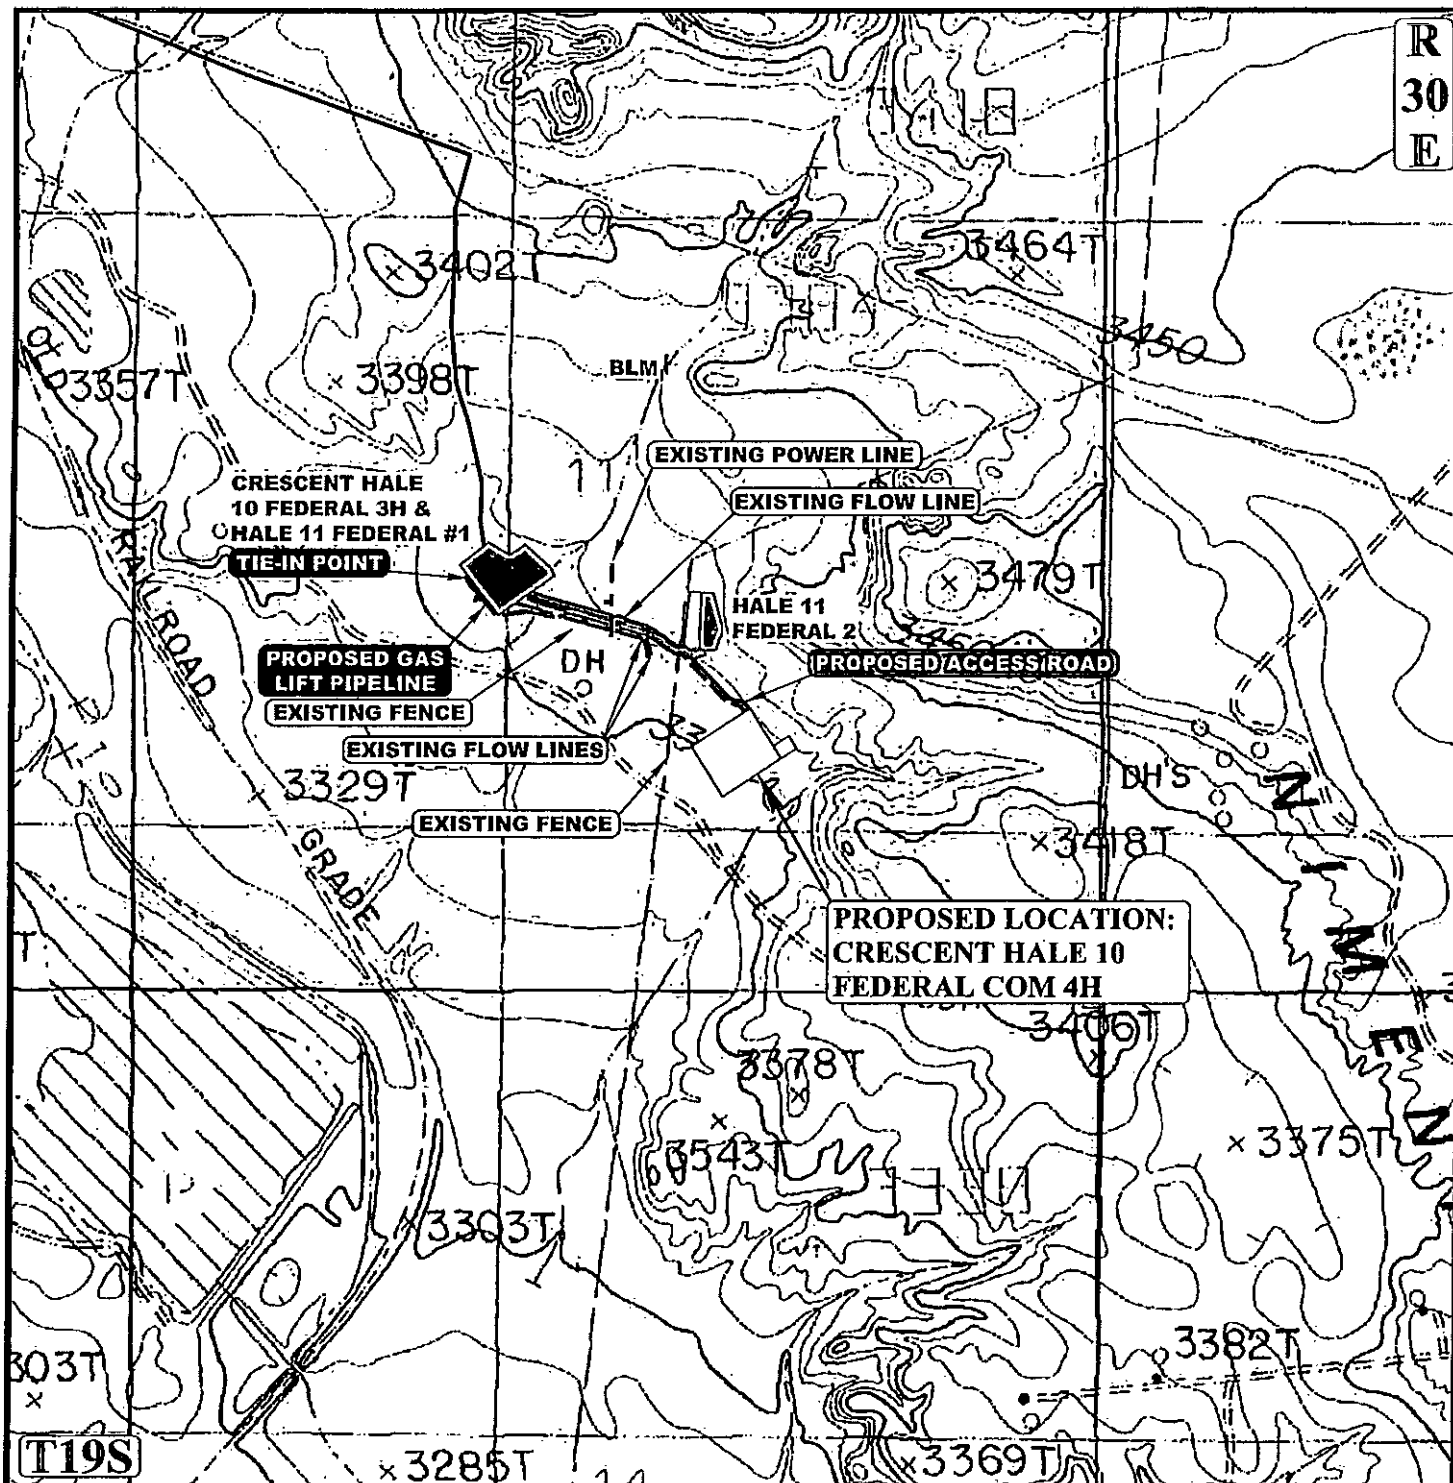 R
30
E
3402T
3464T
3450
3357T
3398T
BLM
11
EXISTING POWER LINE
EXISTING FLOW LINE
CRESCENT HALE
10 FEDERAL 3H &
HALE 11 FEDERAL #1
TIE-IN POINT
3479T
HALE 11
FEDERAL 2
RAILROAD
PROPOSED GAS
LIFT PIPELINE
DH
PROPOSED ACCESS ROAD
EXISTING FENCE
EXISTING FLOW LINES
10
3329T
DH'S
EXISTING FENCE
3418T
GRADE
PROPOSED LOCATION:
CRESCENT HALE 10
FEDERAL COM 4H
N
I
M
E
N
3406T
3378T
3375T
3543T
3303T
3382T
303T
T19S
3285T
3369T
14